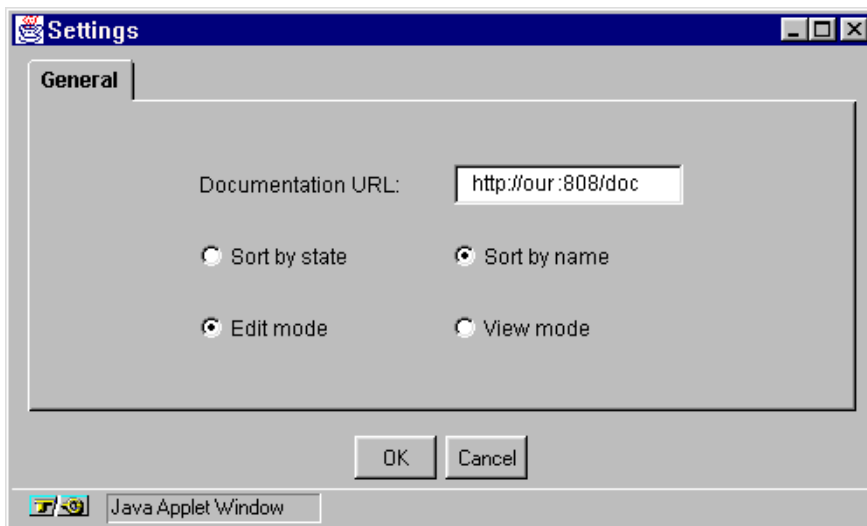 Settings
General
Documentation URL: http://our:808/doc
Sort by state Sort by name
Edit mode View mode
OK Cancel
Java Applet Window